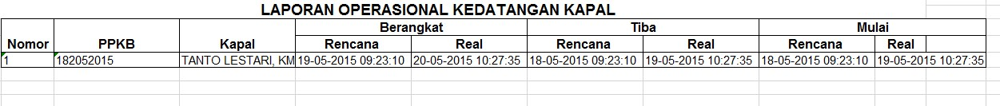 LAPORAN OPERASIONAL KEDATANGAN KAPAL
Nomor PPKB Kapal Berangkat Tiba Mulai
Rencana Real Rencana Real Rencana Real
1 182052015 TANTO LESTARI, KM 19-05-2015 09:23:10 20-05-2015 10:27:35 18-05-2015 09:23:10 19-05-2015 10:27:35 18-05-2015 09:23:10 19-05-2015 10:27:35